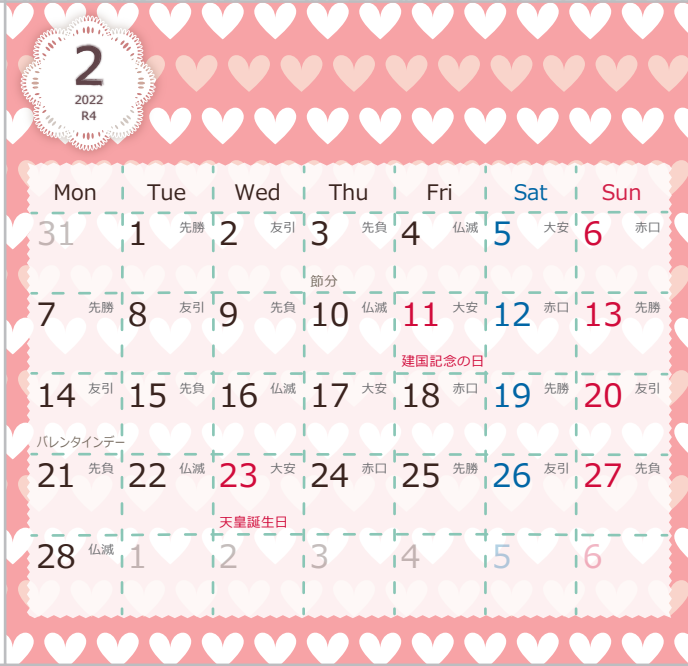 2
2022
R4
Mon Tue Wed Thu Fri Sat Sun
31 1 先勝 2 友引 3 先負 4 仏滅 5 大安 6 赤口
節分
7 先勝 8 友引 9 先負 10 仏滅 11 大安 12 赤口 13 先勝
建国記念の日
14 友引 15 先負 16 仏滅 17 大安 18 赤口 19 先勝 20 友引
バレンタインデー
21 先負 22 仏滅 23 大安 24 赤口 25 先勝 26 友引 27 先負
天皇誕生日
28 仏滅 1 2 3 4 5 6